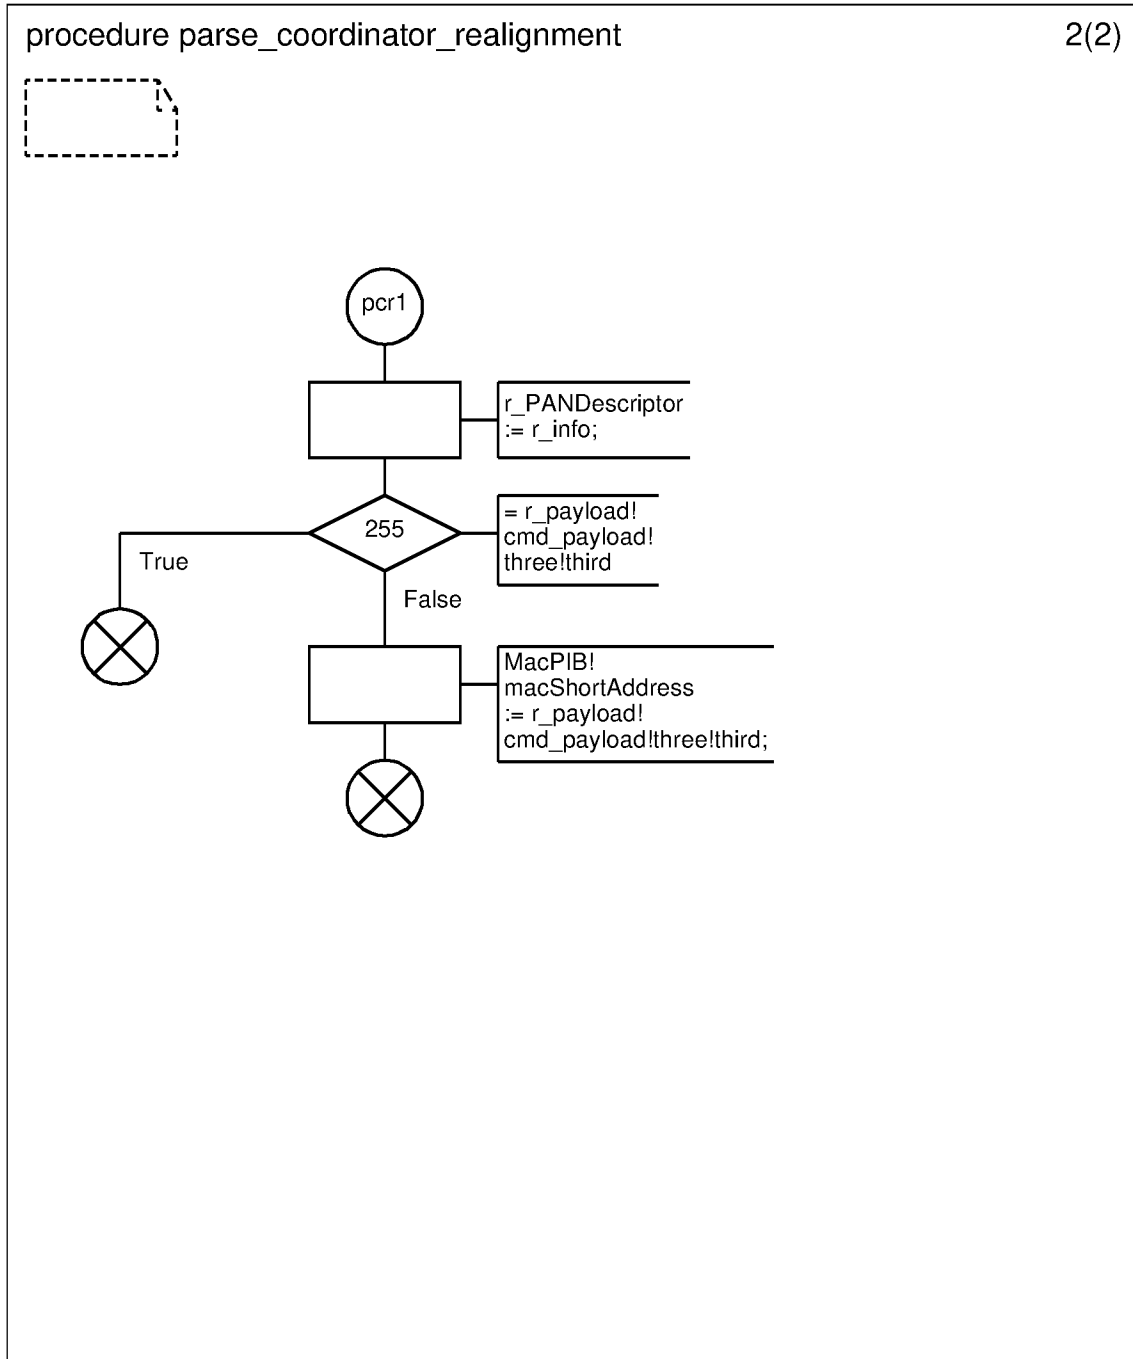 procedure parse_coordinator_realignment
2(2)
pcr1
r_PANDescriptor
:= r_info;
255
= r_payload!
cmd_payload!
three!third
True
False
MacPIB!
macShortAddress
:= r_payload!
cmd_payload!three!third;